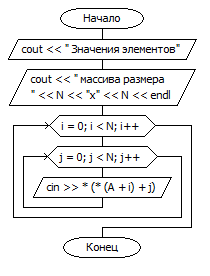 Начало
cout << " Значения элементов"
cout << " массива размера
" << N << "x" << N << endl
i = 0; i < N; i++
j = 0; j < N; j++
cin >> * (* (A + i) + j)
Конец